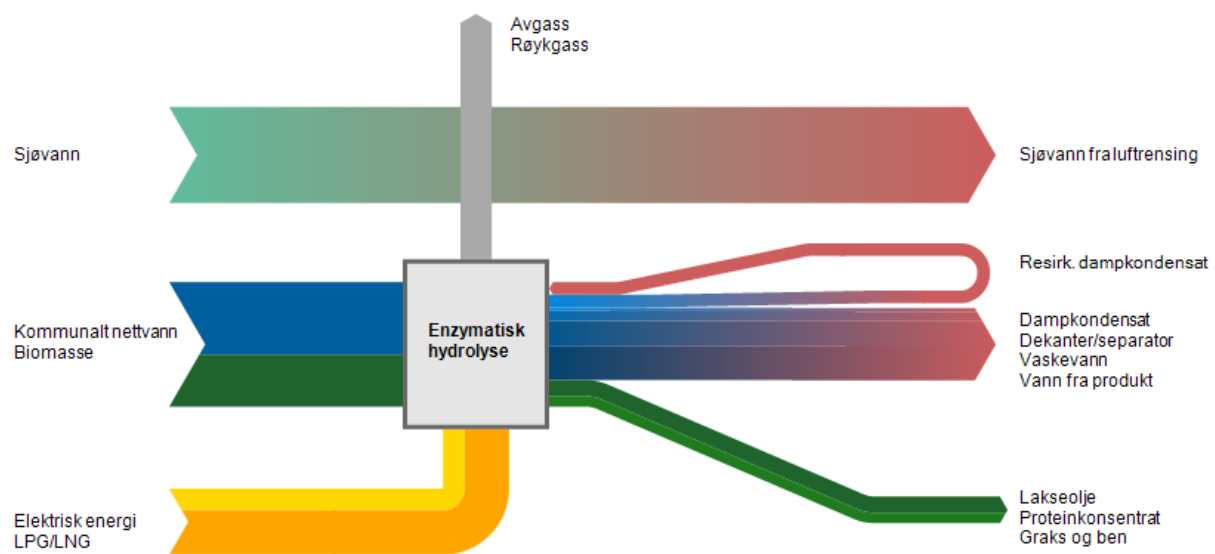 Avgass
Røykgass
Sjøvann
Sjøvann fra luftrensing
Resirk. dampkondensat
Kommunalt nettvann
Biomasse
Enzymatisk
hydrolyse
Dampkondensat
Dekanter/separator
Vaskevann
Vann fra produkt
Elektrisk energi
LPG/LNG
Lakseolje
Proteinkonsentrat
Graks og ben